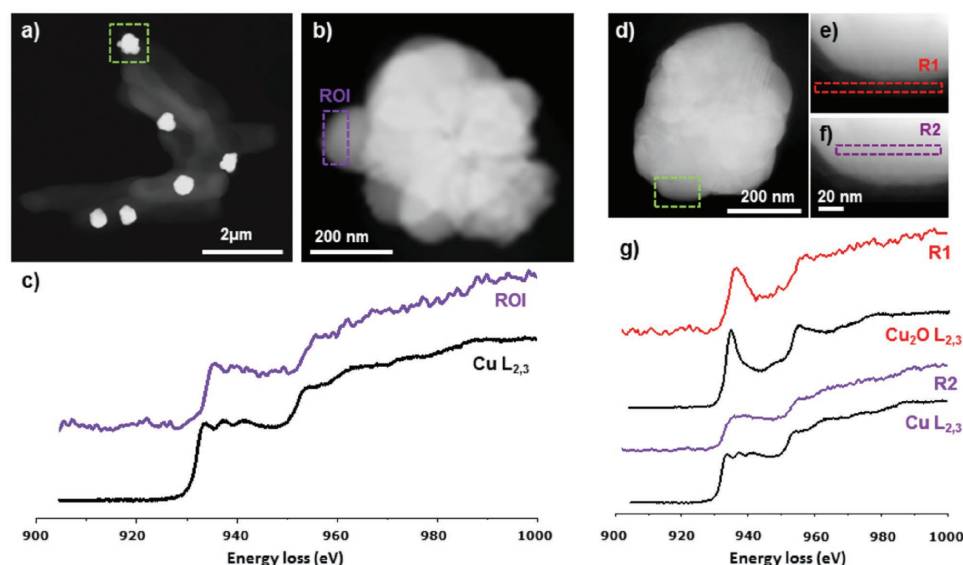 a)
2µm
b)
ROI
200 nm
c)
ROI
Cu L2,3
900 920 940 960 980 1000
Energy loss (eV)
d)
200 nm
e)
R1
f)
R2
20 nm
g)
R1
Cu2O L2,3
R2
Cu L2,3
900 920 940 960 980 1000
Energy loss (eV)